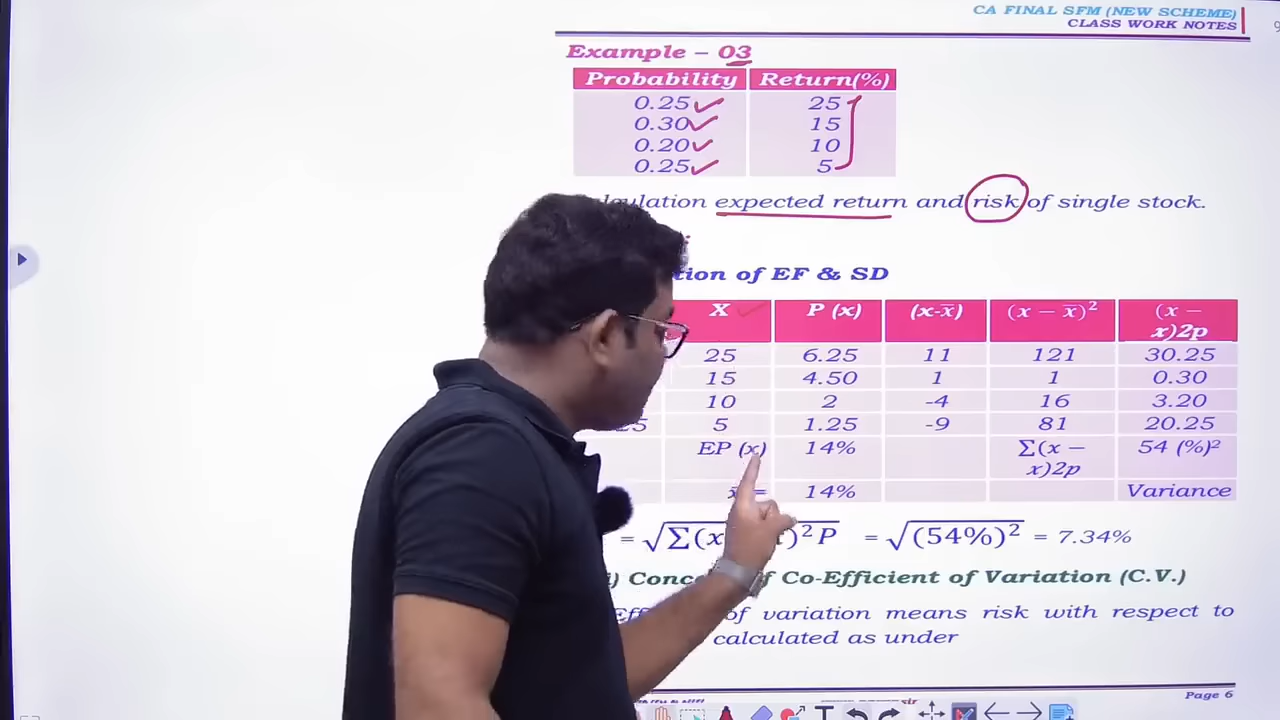 CA FINAL SFM (NEW SCHEME)
CLASS WORK NOTES
Example – 03
Probability Return(%)
0.25 25
0.30 15
0.20 10
0.25 5
expected return and risk of single stock.
of EF & SD
X P (x) (x-x̄) (x − x̄)² (x − x)2p
25 6.25 11 121 30.25
15 4.50 1 1 0.30
10 2 -4 16 3.20
5 1.25 -9 81 20.25
EP (x) 14% Σ(x − x)2p 54 (%)²
= 14% Variance
= √Σ(x )²P = √(54%)² = 7.34%
Co-Efficient of Variation (C.V.)
of variation means risk with respect to
calculated as under
Page 6